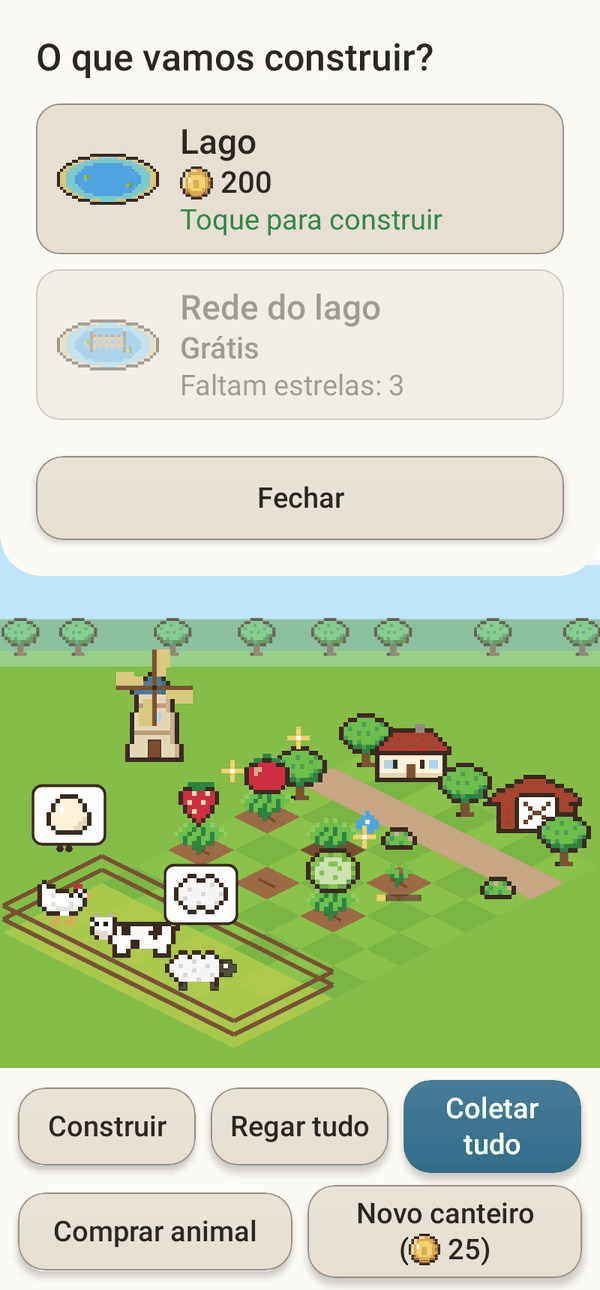 O que vamos construir?
Lago
200
Toque para construir
Rede do lago
Grátis
Faltam estrelas: 3
Fechar
Construir
Regar tudo
Coletar
tudo
Comprar animal
Novo canteiro
( 25)